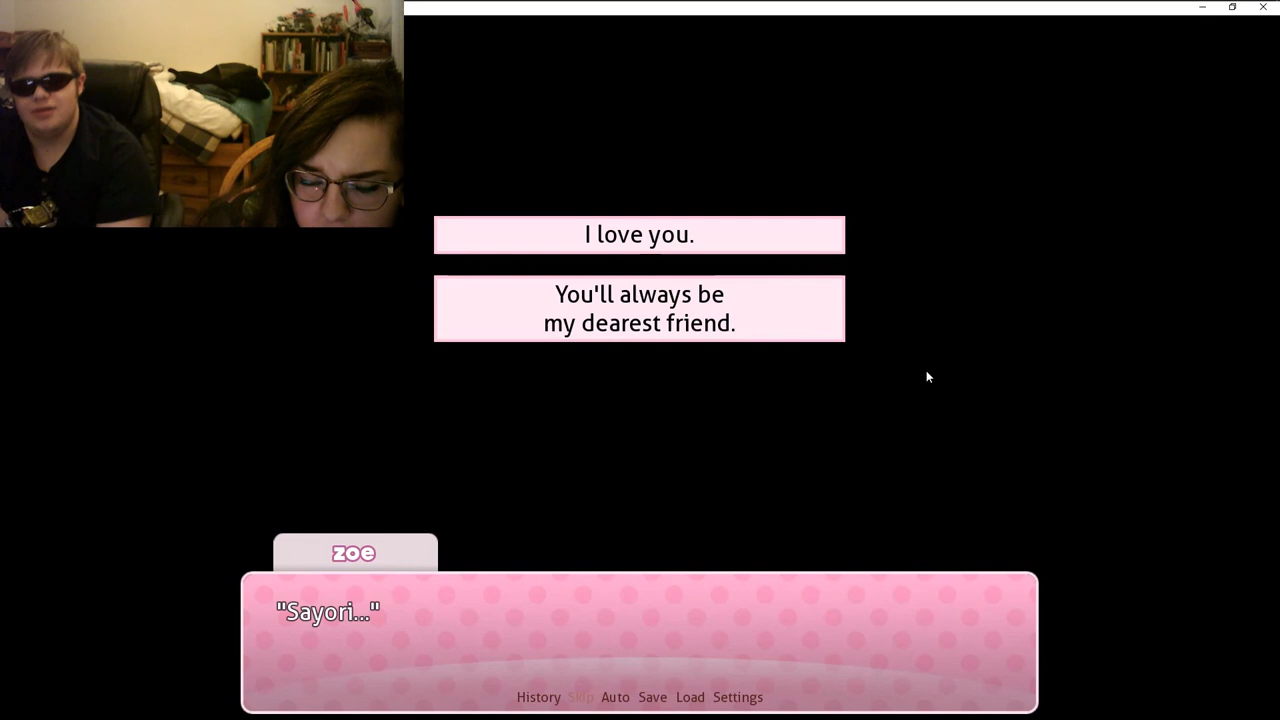 I love you.
You'll always be
my dearest friend.
zoe
"Sayori..."
History Skip Auto Save Load Settings